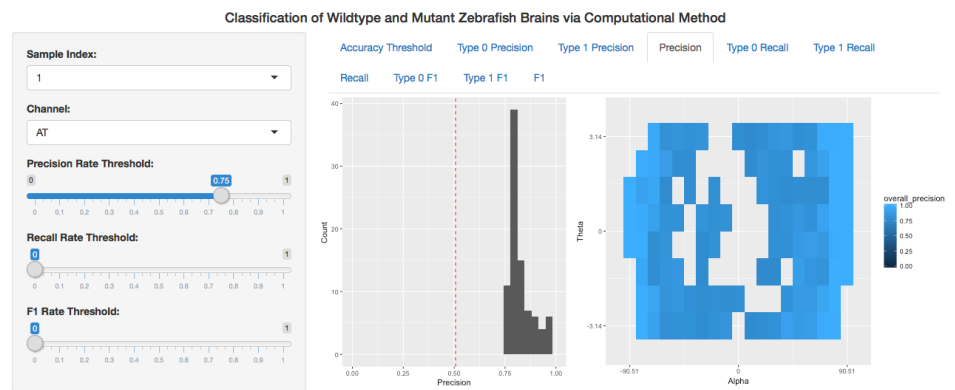 Classification of Wildtype and Mutant Zebrafish Brains via Computational Method
Sample Index:
1
Channel:
AT
Precision Rate Threshold:
0 0.75 1
0 0.1 0.2 0.3 0.4 0.5 0.6 0.7 0.8 0.9 1
Recall Rate Threshold:
0 1
0 0.1 0.2 0.3 0.4 0.5 0.6 0.7 0.8 0.9 1
F1 Rate Threshold:
0 1
0 0.1 0.2 0.3 0.4 0.5 0.6 0.7 0.8 0.9 1
Accuracy Threshold Type 0 Precision Type 1 Precision Precision Type 0 Recall Type 1 Recall
Recall Type 0 F1 Type 1 F1 F1
Count
40
30
20
10
0
0.00 0.25 0.50 0.75 1.00
Precision
Theta
3.14
0
-3.14
-90.51 0 90.51
Alpha
overall_precision
1.00
0.75
0.50
0.25
0.00